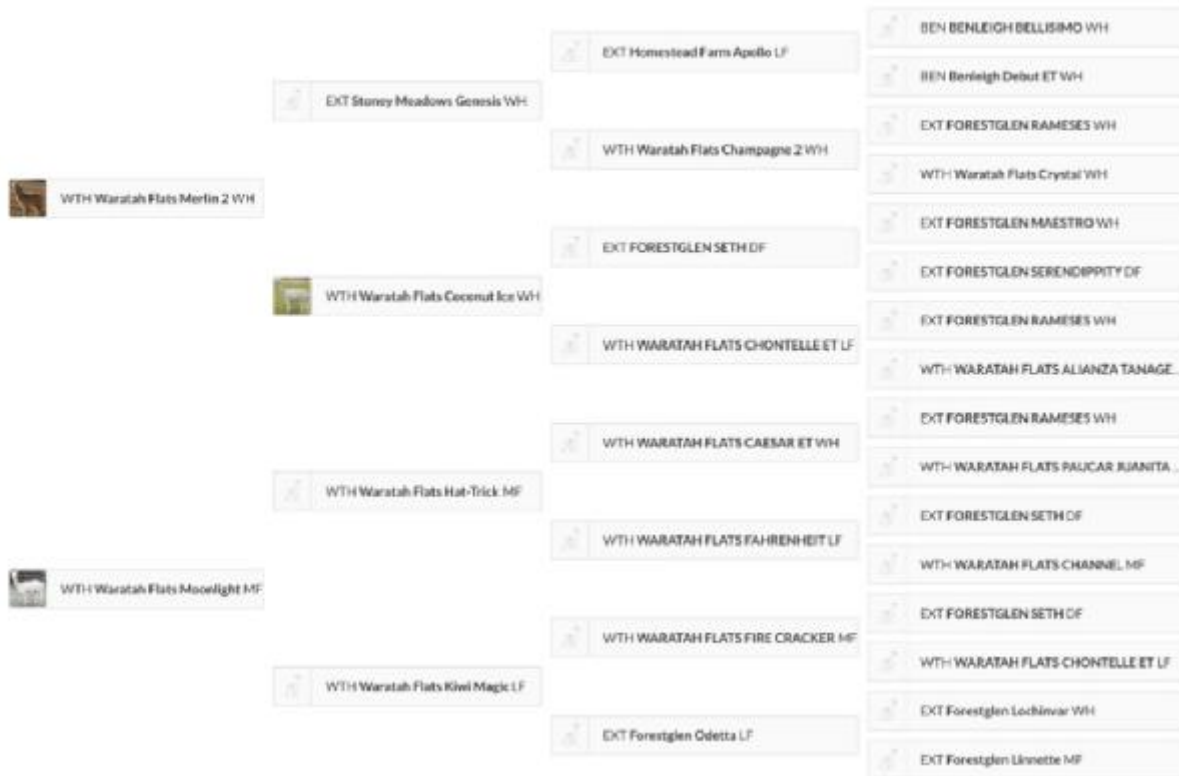 BEN BENLEIGH BELLISIMO WH
EXT Homestead Farm Apollo LF
BEN Benleigh Debut ET WH
EXT Stoney Meadows Genesis WH
EXT FORESTGLEN RAMESES WH
WTH Waratah Flats Champagne 2 WH
WTH Waratah Flats Crystal WH
WTH Waratah Flats Merlin 2 WH
EXT FORESTGLEN MAESTRO WH
EXT FORESTGLEN SETH DF
EXT FORESTGLEN SERENDIPPITY DF
WTH Waratah Flats Coconut Ice WH
EXT FORESTGLEN RAMESES WH
WTH WARATAH FLATS CHONTELLE ET LF
WTH WARATAH FLATS ALIANZA TANAGE...
EXT FORESTGLEN RAMESES WH
WTH WARATAH FLATS CAESAR ET WH
WTH WARATAH FLATS PAUCAR JUANITA ...
WTH Waratah Flats Hat-Trick MF
EXT FORESTGLEN SETH DF
WTH WARATAH FLATS FAHRENHEIT LF
WTH WARATAH FLATS CHANNEL MF
WTH Waratah Flats Moonlight MF
EXT FORESTGLEN SETH DF
WTH WARATAH FLATS FIRE CRACKER MF
WTH WARATAH FLATS CHONTELLE ET LF
WTH Waratah Flats Kiwi Magic LF
EXT Forestglen Lochinvar WH
EXT Forestglen Odetta LF
EXT Forestglen Linnette MF